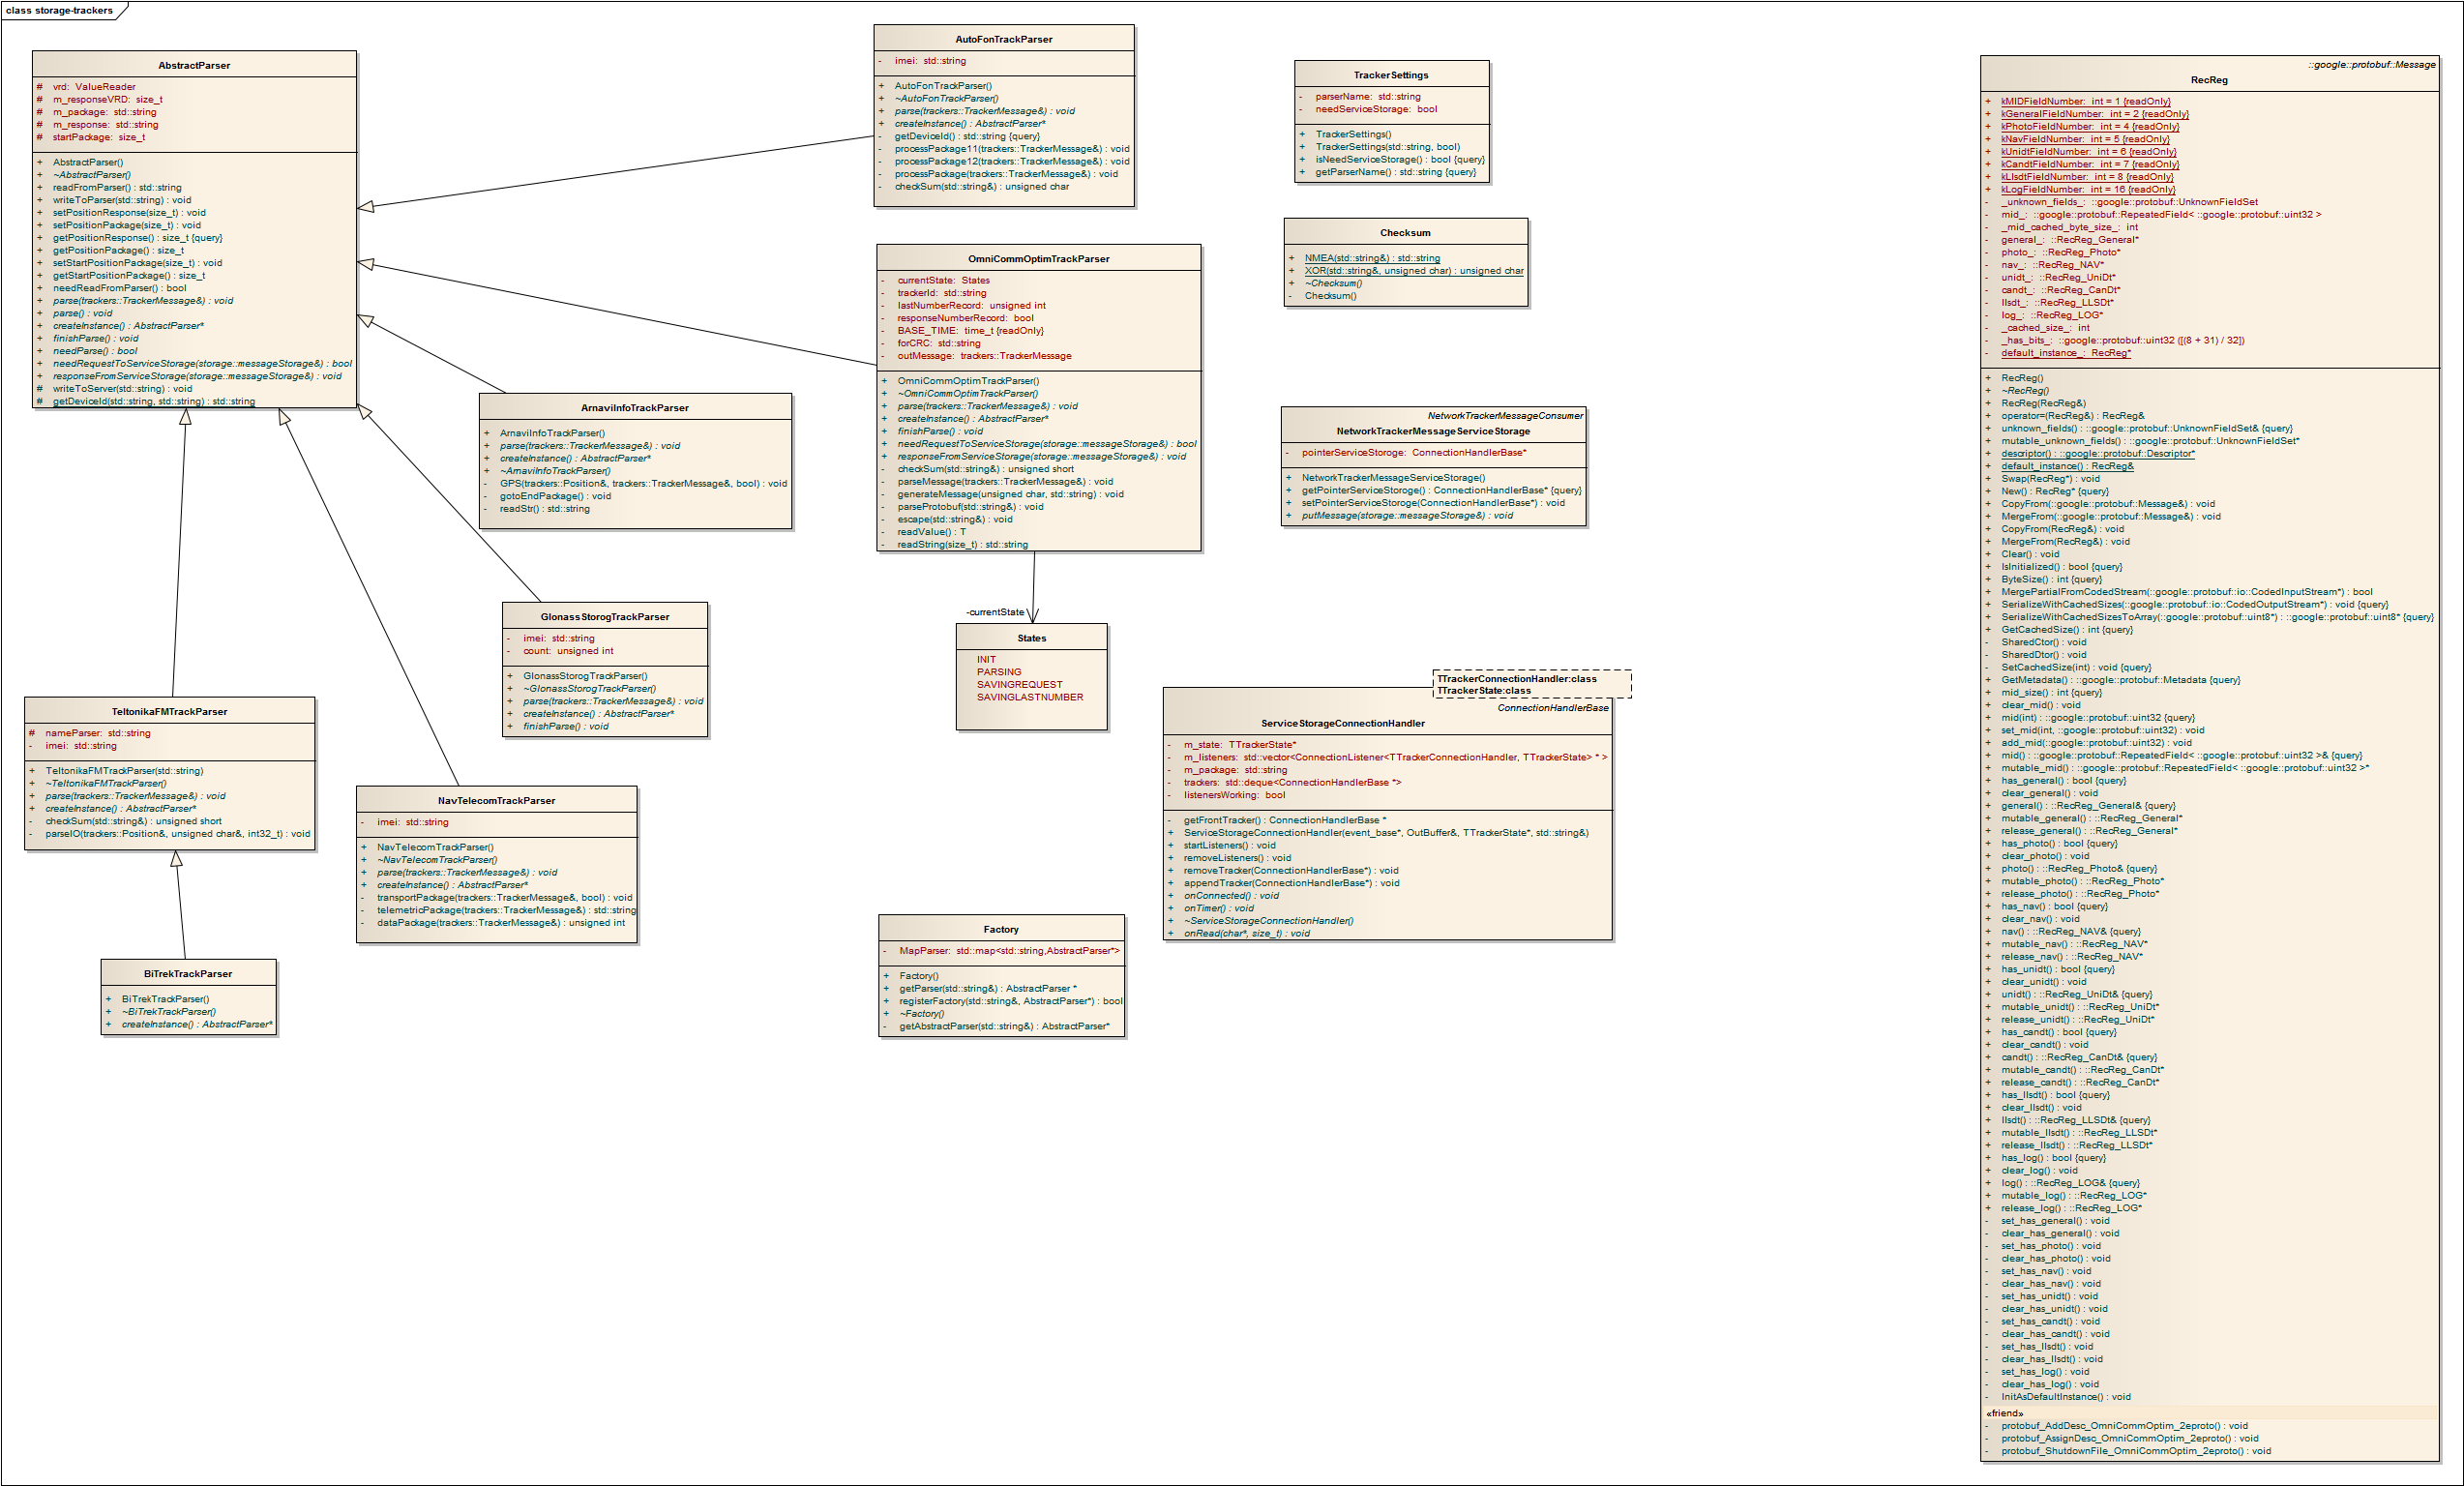 class storage-trackers
AbstractParser
# vrd: ValueReader
# m_responseVRD: size_t
# m_package: std::string
# m_response: std::string
# startPackage: size_t
+ AbstractParser()
+ ~AbstractParser()
+ readFromParser() : std::string
+ writeToParser(std::string) : void
+ setPositionResponse(size_t) : void
+ setPositionPackage(size_t) : void
+ getPositionResponse() : size_t {query}
+ getPositionPackage() : size_t
+ setStartPositionPackage(size_t) : void
+ getStartPositionPackage() : size_t
+ needReadFromParser() : bool
+ parse(trackers::TrackerMessage&) : void
+ parse() : void
+ createInstance() : AbstractParser*
+ finishParse() : void
+ needParse() : bool
+ needRequestToServiceStorage(storage::messageStorage&) : bool
+ responseFromServiceStorage(storage::messageStorage&) : void
# writeToServer(std::string) : void
# getDeviceId(std::string, std::string) : std::string
AutoFonTrackParser
- imei: std::string
+ AutoFonTrackParser()
+ ~AutoFonTrackParser()
+ parse(trackers::TrackerMessage&) : void
+ createInstance() : AbstractParser*
- getDeviceId() : std::string {query}
- processPackage11(trackers::TrackerMessage&) : void
- processPackage12(trackers::TrackerMessage&) : void
- processPackage(trackers::TrackerMessage&) : void
- checkSum(std::string&) : unsigned char
OmniCommOptimTrackParser
- currentState: States
- trackerId: std::string
- lastNumberRecord: unsigned int
- responseNumberRecord: bool
- BASE_TIME: time_t {readOnly}
- forCRC: std::string
- outMessage: trackers::TrackerMessage
+ OmniCommOptimTrackParser()
+ ~OmniCommOptimTrackParser()
+ parse(trackers::TrackerMessage&) : void
+ createInstance() : AbstractParser*
+ finishParse() : void
+ needRequestToServiceStorage(storage::messageStorage&) : bool
+ responseFromServiceStorage(storage::messageStorage&) : void
- checkSum(std::string&) : unsigned short
- parseMessage(trackers::TrackerMessage&) : void
- generateMessage(unsigned char, std::string) : void
- parseProtobuf(std::string&) : void
- escape(std::string&) : void
- readValue() : T
- readString(size_t) : std::string
-currentState
States
INIT
PARSING
SAVINGREQUEST
SAVINGLASTNUMBER
ArnaviInfoTrackParser
+ ArnaviInfoTrackParser()
+ parse(trackers::TrackerMessage&) : void
+ createInstance() : AbstractParser*
+ ~ArnaviInfoTrackParser()
- GPS(trackers::Position&, trackers::TrackerMessage&, bool) : void
- gotoEndPackage() : void
- readStr() : std::string
GlonassStorogTrackParser
- imei: std::string
- count: unsigned int
+ GlonassStorogTrackParser()
+ ~GlonassStorogTrackParser()
+ parse(trackers::TrackerMessage&) : void
+ createInstance() : AbstractParser*
+ finishParse() : void
TeltonikaFMTrackParser
# nameParser: std::string
- imei: std::string
+ TeltonikaFMTrackParser(std::string)
+ ~TeltonikaFMTrackParser()
+ parse(trackers::TrackerMessage&) : void
+ createInstance() : AbstractParser*
- checkSum(std::string&) : unsigned short
- parseIO(trackers::Position&, unsigned char&, int32_t) : void
NavTelecomTrackParser
- imei: std::string
+ NavTelecomTrackParser()
+ ~NavTelecomTrackParser()
+ parse(trackers::TrackerMessage&) : void
+ createInstance() : AbstractParser*
- transportPackage(trackers::TrackerMessage&, bool) : void
- telemetricPackage(trackers::TrackerMessage&) : std::string
- dataPackage(trackers::TrackerMessage&) : unsigned int
BiTrekTrackParser
+ BiTrekTrackParser()
+ ~BiTrekTrackParser()
+ createInstance() : AbstractParser*
Factory
- MapParser: std::map<std::string,AbstractParser*>
+ Factory()
+ getParser(std::string&) : AbstractParser *
+ registerFactory(std::string&, AbstractParser*) : bool
+ ~Factory()
- getAbstractParser(std::string&) : AbstractParser*
TrackerSettings
- parserName: std::string
- needServiceStorage: bool
+ TrackerSettings()
+ TrackerSettings(std::string, bool)
+ isNeedServiceStorage() : bool {query}
+ getParserName() : std::string {query}
Checksum
+ NMEA(std::string&) : std::string
+ XOR(std::string&, unsigned char) : unsigned char
+ ~Checksum()
- Checksum()
NetworkTrackerMessageConsumer
NetworkTrackerMessageServiceStorage
- pointerServiceStoroge: ConnectionHandlerBase*
+ NetworkTrackerMessageServiceStorage()
+ getPointerServiceStoroge() : ConnectionHandlerBase* {query}
+ setPointerServiceStoroge(ConnectionHandlerBase*) : void
+ putMessage(storage::messageStorage&) : void
TTrackerConnectionHandler:class
TTrackerState:class
ConnectionHandlerBase
ServiceStorageConnectionHandler
- m_state: TTrackerState*
- m_listeners: std::vector<ConnectionListener<TTrackerConnectionHandler, TTrackerState> * >
- m_package: std::string
- trackers: std::deque<ConnectionHandlerBase *>
- listenersWorking: bool
- getFrontTracker() : ConnectionHandlerBase *
+ ServiceStorageConnectionHandler(event_base*, OutBuffer&, TTrackerState*, std::string&)
+ startListeners() : void
+ removeListeners() : void
+ removeTracker(ConnectionHandlerBase*) : void
+ appendTracker(ConnectionHandlerBase*) : void
+ onConnected() : void
+ onTimer() : void
+ ~ServiceStorageConnectionHandler()
+ onRead(char*, size_t) : void
::google::protobuf::Message
RecReg
+ kMIDFieldNumber: int = 1 {readOnly}
+ kGeneralFieldNumber: int = 2 {readOnly}
+ kPhotoFieldNumber: int = 4 {readOnly}
+ kNavFieldNumber: int = 5 {readOnly}
+ kUnidtFieldNumber: int = 6 {readOnly}
+ kCandtFieldNumber: int = 7 {readOnly}
+ kLlsdtFieldNumber: int = 8 {readOnly}
+ kLogFieldNumber: int = 16 {readOnly}
- _unknown_fields_: ::google::protobuf::UnknownFieldSet
- mid_: ::google::protobuf::RepeatedField< ::google::protobuf::uint32 >
- _mid_cached_byte_size_: int
- general_: ::RecReg_General*
- photo_: ::RecReg_Photo*
- nav_: ::RecReg_NAV*
- unidt_: ::RecReg_UniDt*
- candt_: ::RecReg_CanDt*
- llsdt_: ::RecReg_LLSDt*
- log_: ::RecReg_LOG*
- _cached_size_: int
- _has_bits_: ::google::protobuf::uint32 ([(8 + 31) / 32])
- default_instance_: RecReg*
+ RecReg()
+ ~RecReg()
+ RecReg(RecReg&)
+ operator=(RecReg&) : RecReg&
+ unknown_fields() : ::google::protobuf::UnknownFieldSet& {query}
+ mutable_unknown_fields() : ::google::protobuf::UnknownFieldSet*
+ descriptor() : ::google::protobuf::Descriptor*
+ default_instance() : RecReg&
+ Swap(RecReg*) : void
+ New() : RecReg* {query}
+ CopyFrom(::google::protobuf::Message&) : void
+ MergeFrom(::google::protobuf::Message&) : void
+ CopyFrom(RecReg&) : void
+ MergeFrom(RecReg&) : void
+ Clear() : void
+ IsInitialized() : bool {query}
+ ByteSize() : int {query}
+ MergePartialFromCodedStream(::google::protobuf::io::CodedInputStream*) : bool
+ SerializeWithCachedSizes(::google::protobuf::io::CodedOutputStream*) : void {query}
+ SerializeWithCachedSizesToArray(::google::protobuf::uint8*) : ::google::protobuf::uint8* {query}
+ GetCachedSize() : int {query}
- SharedCtor() : void
- SharedDtor() : void
- SetCachedSize(int) : void {query}
+ GetMetadata() : ::google::protobuf::Metadata {query}
+ mid_size() : int {query}
+ clear_mid() : void
+ mid(int) : ::google::protobuf::uint32 {query}
+ set_mid(int, ::google::protobuf::uint32) : void
+ add_mid(::google::protobuf::uint32) : void
+ mid() : ::google::protobuf::RepeatedField< ::google::protobuf::uint32 >& {query}
+ mutable_mid() : ::google::protobuf::RepeatedField< ::google::protobuf::uint32 >*
+ has_general() : bool {query}
+ clear_general() : void
+ general() : ::RecReg_General& {query}
+ mutable_general() : ::RecReg_General*
+ release_general() : ::RecReg_General*
+ has_photo() : bool {query}
+ clear_photo() : void
+ photo() : ::RecReg_Photo& {query}
+ mutable_photo() : ::RecReg_Photo*
+ release_photo() : ::RecReg_Photo*
+ has_nav() : bool {query}
+ clear_nav() : void
+ nav() : ::RecReg_NAV& {query}
+ mutable_nav() : ::RecReg_NAV*
+ release_nav() : ::RecReg_NAV*
+ has_unidt() : bool {query}
+ clear_unidt() : void
+ unidt() : ::RecReg_UniDt& {query}
+ mutable_unidt() : ::RecReg_UniDt*
+ release_unidt() : ::RecReg_UniDt*
+ has_candt() : bool {query}
+ clear_candt() : void
+ candt() : ::RecReg_CanDt& {query}
+ mutable_candt() : ::RecReg_CanDt*
+ release_candt() : ::RecReg_CanDt*
+ has_llsdt() : bool {query}
+ clear_llsdt() : void
+ llsdt() : ::RecReg_LLSDt& {query}
+ mutable_llsdt() : ::RecReg_LLSDt*
+ release_llsdt() : ::RecReg_LLSDt*
+ has_log() : bool {query}
+ clear_log() : void
+ log() : ::RecReg_LOG& {query}
+ mutable_log() : ::RecReg_LOG*
+ release_log() : ::RecReg_LOG*
- set_has_general() : void
- clear_has_general() : void
- set_has_photo() : void
- clear_has_photo() : void
- set_has_nav() : void
- clear_has_nav() : void
- set_has_unidt() : void
- clear_has_unidt() : void
- set_has_candt() : void
- clear_has_candt() : void
- set_has_llsdt() : void
- clear_has_llsdt() : void
- set_has_log() : void
- clear_has_log() : void
- InitAsDefaultInstance() : void
«friend»
- protobuf_AddDesc_OmniCommOptim_2eproto() : void
- protobuf_AssignDesc_OmniCommOptim_2eproto() : void
- protobuf_ShutdownFile_OmniCommOptim_2eproto() : void